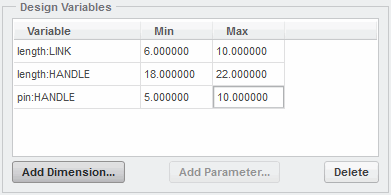 Design Variables
Variable Min Max
length:LINK 6.000000 10.000000
length:HANDLE 18.000000 22.000000
pin:HANDLE 5.000000 10.000000
Add Dimension... Add Parameter... Delete